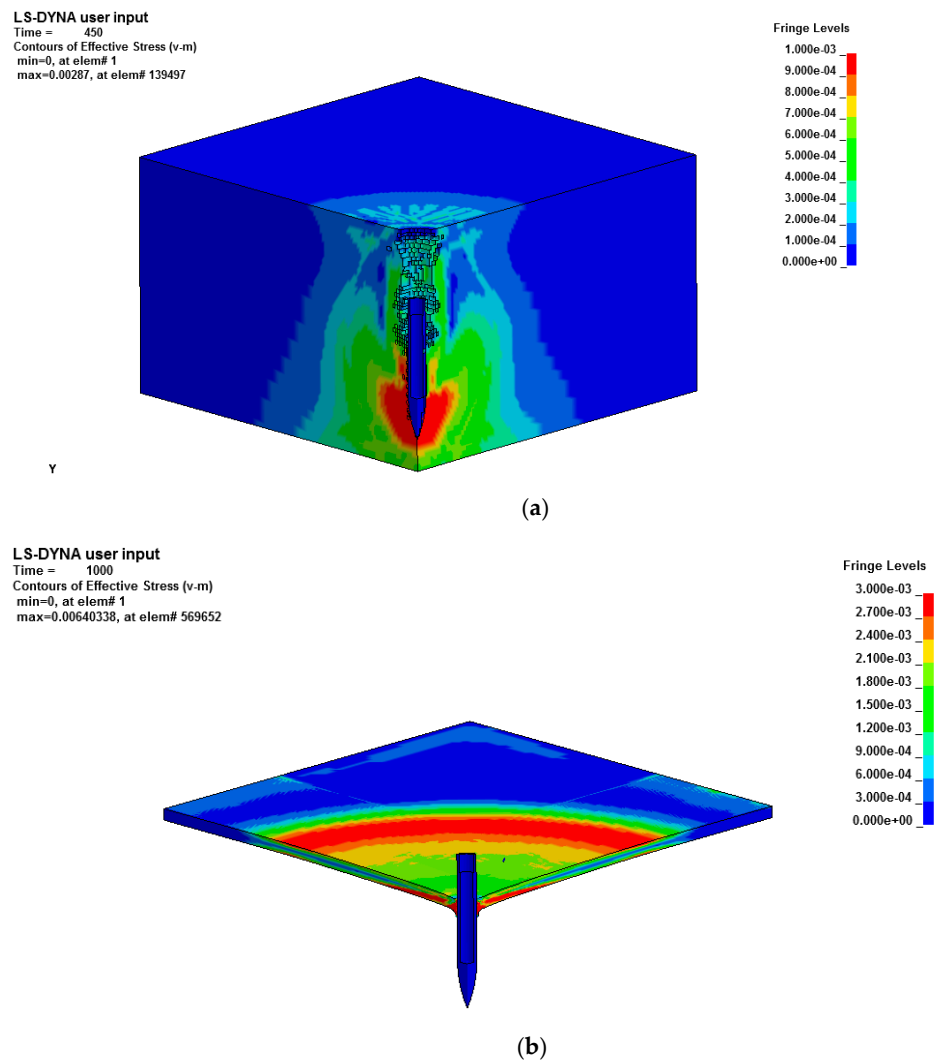 LS-DYNA user input
Time = 450
Contours of Effective Stress (v-m)
min=0, at elem# 1
max=0.00287, at elem# 139497
Fringe Levels
1.000e-03
9.000e-04
8.000e-04
7.000e-04
6.000e-04
5.000e-04
4.000e-04
3.000e-04
2.000e-04
1.000e-04
0.000e+00
Y
(a)
LS-DYNA user input
Time = 1000
Contours of Effective Stress (v-m)
min=0, at elem# 1
max=0.00640338, at elem# 569652
Fringe Levels
3.000e-03
2.700e-03
2.400e-03
2.100e-03
1.800e-03
1.500e-03
1.200e-03
9.000e-04
6.000e-04
3.000e-04
0.000e+00
(b)